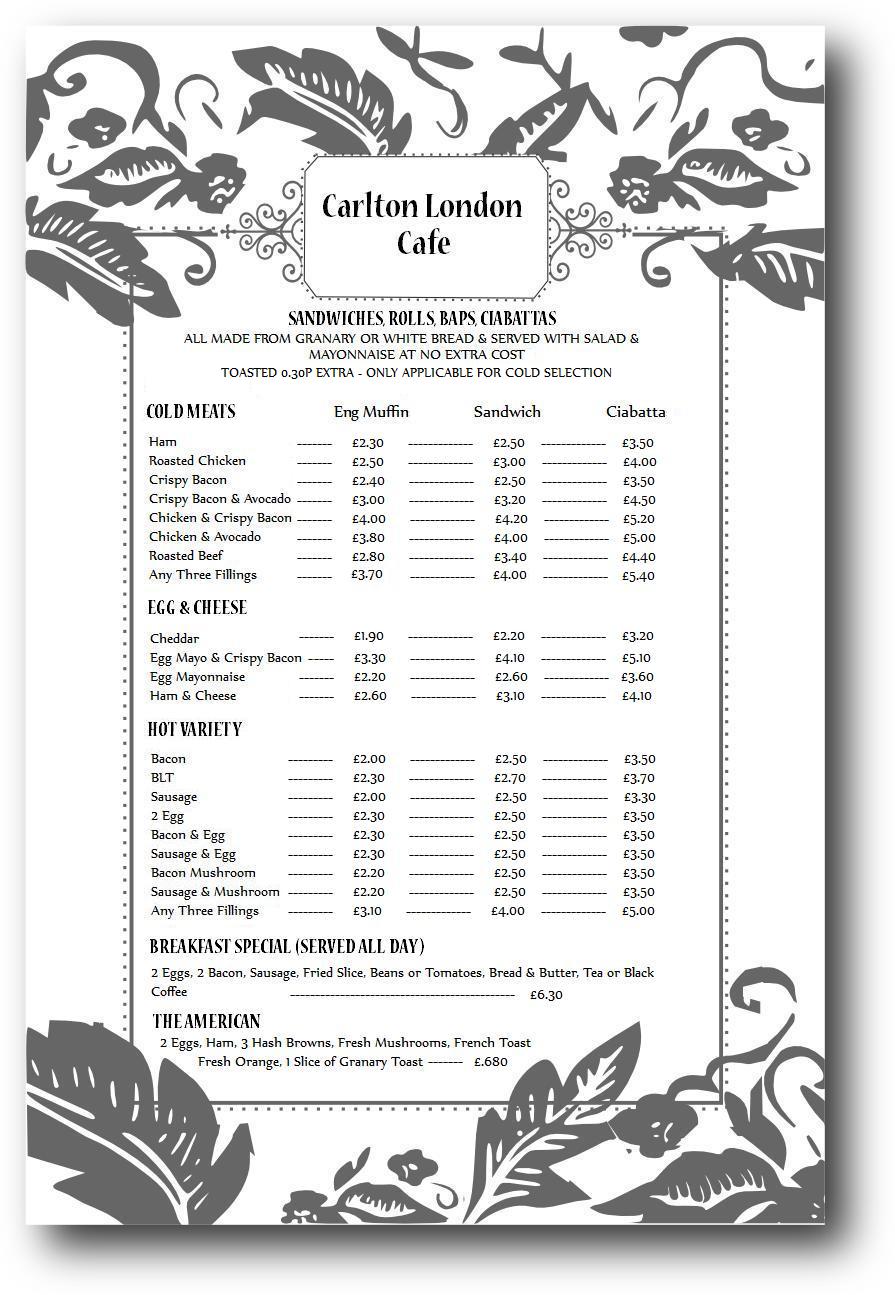 Carlton London
Cafe
SANDWICHES, ROLLS, BAPS, CIABATTAS
ALL MADE FROM GRANARY OR WHITE BREAD & SERVED WITH SALAD &
MAYONNAISE AT NO EXTRA COST
TOASTED 0.30P EXTRA - ONLY APPLICABLE FOR COLD SELECTION
COLD MEATS Eng Muffin Sandwich Ciabatta
Ham ------- £2.30 ------------- £2.50 ------------- £3.50
Roasted Chicken ------- £2.50 ------------- £3.00 ------------- £4.00
Crispy Bacon ------- £2.40 ------------- £2.50 ------------- £3.50
Crispy Bacon & Avocado ------- £3.00 ------------- £3.20 ------------- £4.50
Chicken & Crispy Bacon ------- £4.00 ------------- £4.20 ------------- £5.20
Chicken & Avocado ------- £3.80 ------------- £4.00 ------------- £5.00
Roasted Beef ------- £2.80 ------------- £3.40 ------------- £4.40
Any Three Fillings ------- £3.70 ------------- £4.00 ------------- £5.40
EGG & CHEESE
Cheddar ------- £1.90 ------------- £2.20 ------------- £3.20
Egg Mayo & Crispy Bacon ----- £3.30 ------------- £4.10 ------------- £5.10
Egg Mayonnaise ------- £2.20 ------------- £2.60 ------------- £3.60
Ham & Cheese ------- £2.60 ------------- £3.10 ------------- £4.10
HOT VARIETY
Bacon --------- £2.00 ------------- £2.50 ------------- £3.50
BLT --------- £2.30 ------------- £2.70 ------------- £3.70
Sausage --------- £2.00 ------------- £2.50 ------------- £3.30
2 Egg --------- £2.30 ------------- £2.50 ------------- £3.50
Bacon & Egg --------- £2.30 ------------- £2.50 ------------- £3.50
Sausage & Egg --------- £2.30 ------------- £2.50 ------------- £3.50
Bacon Mushroom --------- £2.20 ------------- £2.50 ------------- £3.50
Sausage & Mushroom --------- £2.20 ------------- £2.50 ------------- £3.50
Any Three Fillings --------- £3.10 ------------- £4.00 ------------- £5.00
BREAKFAST SPECIAL (SERVED ALL DAY)
2 Eggs, 2 Bacon, Sausage, Fried Slice, Beans or Tomatoes, Bread & Butter, Tea or Black
Coffee --------------------------------------------- £6.30
THE AMERICAN
2 Eggs, Ham, 3 Hash Browns, Fresh Mushrooms, French Toast
Fresh Orange, 1 Slice of Granary Toast ------- £.680